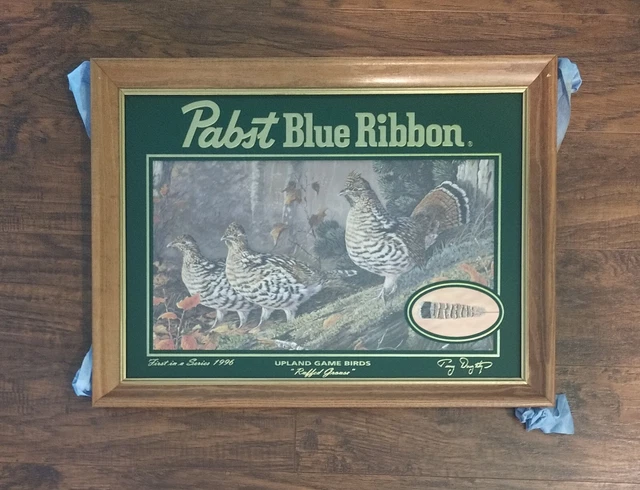 Pabst Blue Ribbon®
First in a Series 1996
UPLAND GAME BIRDS
"Ruffed Grouse"